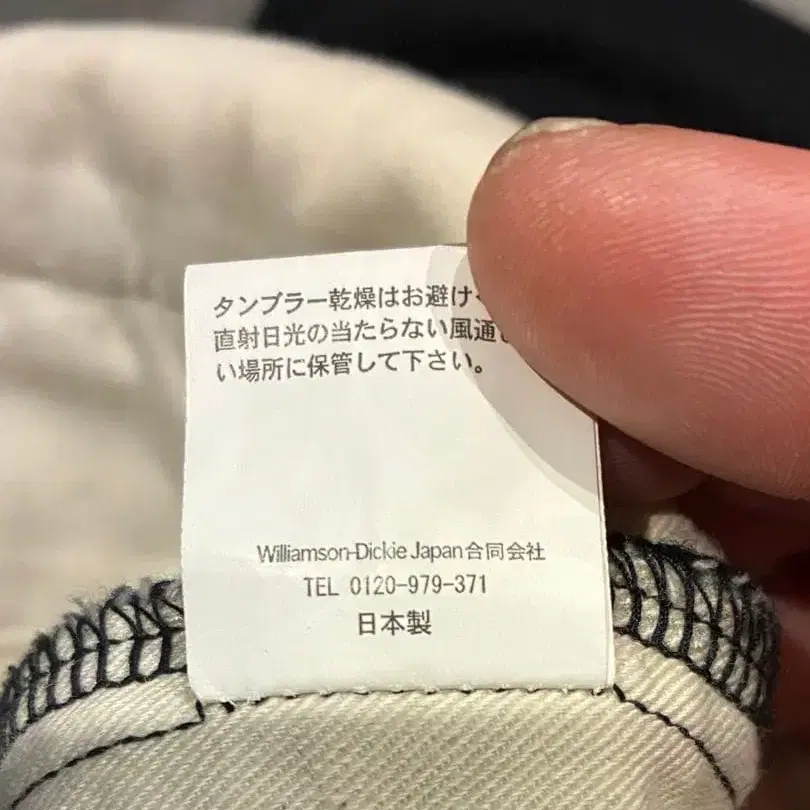 タンブラー乾燥はお避けく
直射日光の当たらない風通
い場所に保管して下さい。
Williamson-Dickie Japan合同会社
TEL 0120-979-371
日本製